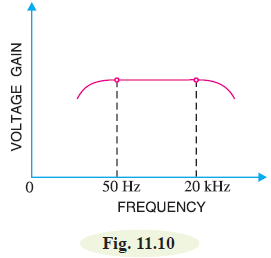 VOLTAGE GAIN
0
50 Hz
20 kHz
FREQUENCY
Fig. 11.10